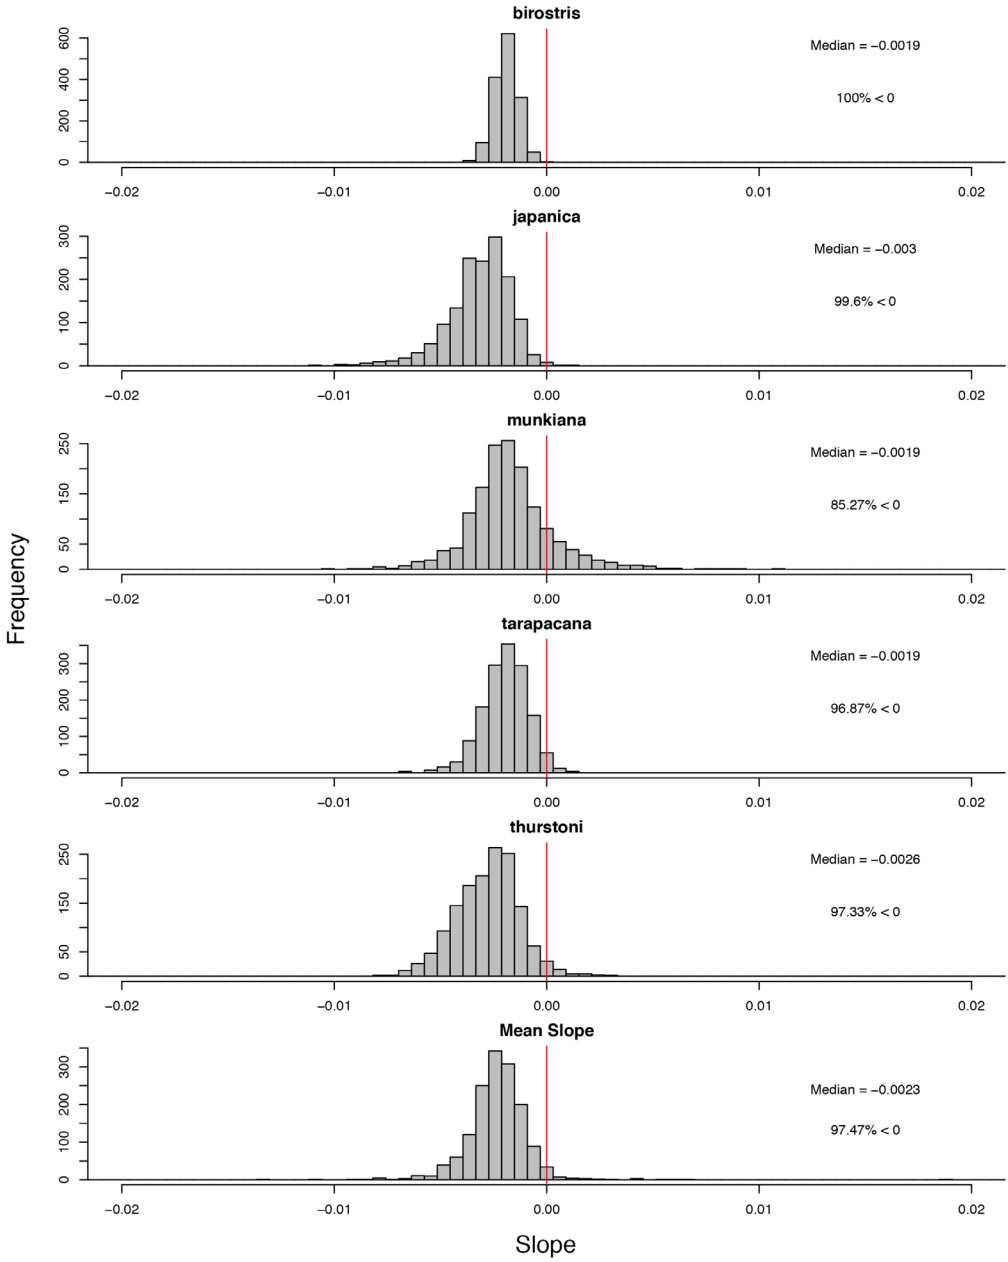 birostris
600
400
200
0
Median = −0.0019
100% < 0
−0.02 −0.01 0.00 0.01 0.02
japanica
300
200
100
0
Median = −0.003
99.6% < 0
−0.02 −0.01 0.00 0.01 0.02
munkiana
250
150
50
0
Median = −0.0019
85.27% < 0
−0.02 −0.01 0.00 0.01 0.02
Frequency
tarapacana
300
200
100
0
Median = −0.0019
96.87% < 0
−0.02 −0.01 0.00 0.01 0.02
thurstoni
250
150
50
0
Median = −0.0026
97.33% < 0
−0.02 −0.01 0.00 0.01 0.02
Mean Slope
300
200
100
0
Median = −0.0023
97.47% < 0
−0.02 −0.01 0.00 0.01 0.02
Slope